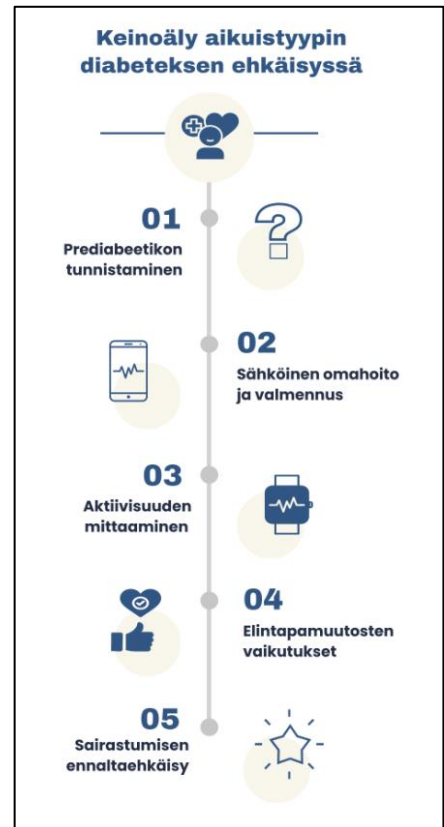 Keinoäly aikuistyypin
diabeteksen ehkäisyssä
01
Prediabeetikon
tunnistaminen
02
Sähköinen omahoito
ja valmennus
03
Aktiivisuuden
mittaaminen
04
Elintapamuutosten
vaikutukset
05
Sairastumisen
ennaltaehkäisy